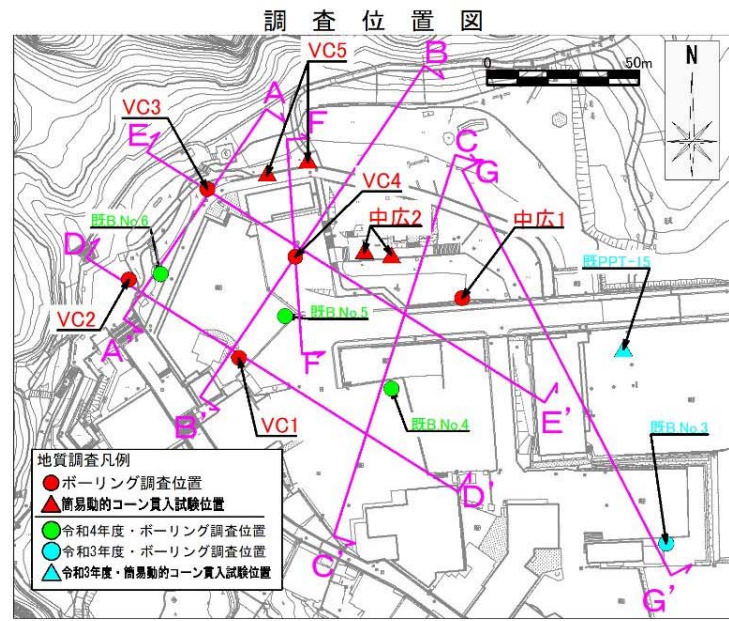 調査位置図
VC5
B
50m
N
A
VC3
F
E
C
G
VC4
既B.No.6
中広2
中広1
D
既PPT-15
VC2
既B.No.5
A'
F
E'
B'
VC1
既B.No.4
既B.No.3
D'
C'
G'
地質調査凡例
ボーリング調査位置
簡易動的コーン貫入試験位置
令和4年度・ボーリング調査位置
令和3年度・ボーリング調査位置
令和3年度・簡易動的コーン貫入試験位置